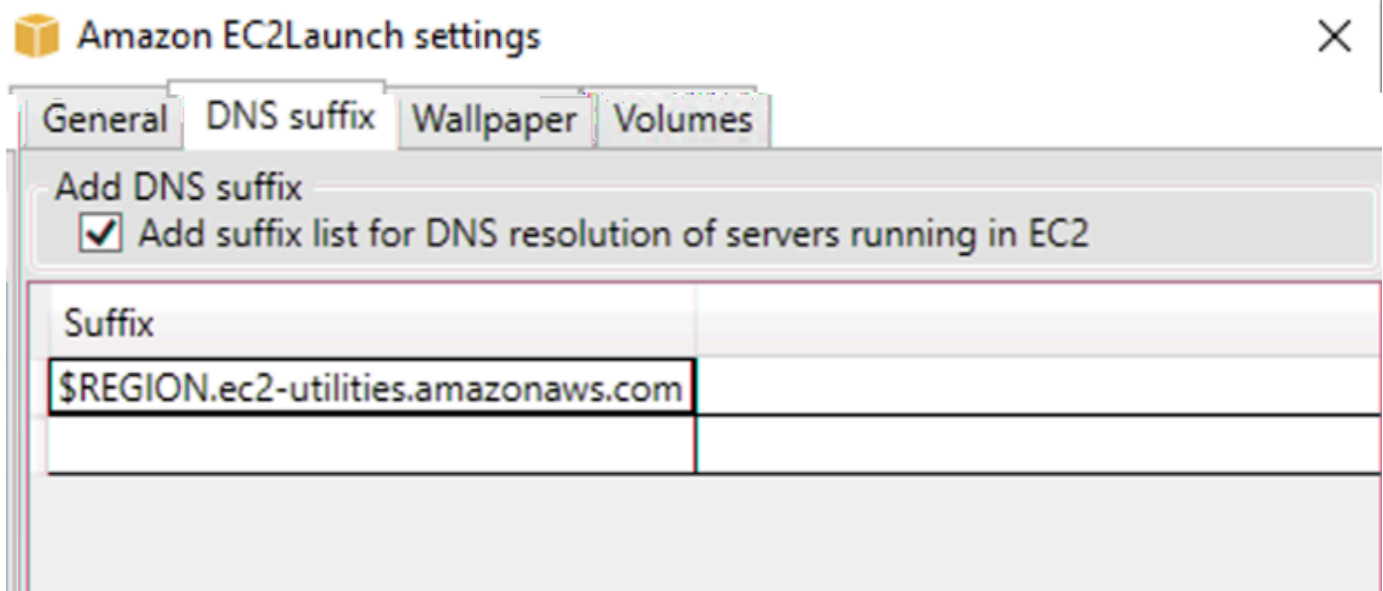 Amazon EC2Launch settings
General DNS suffix Wallpaper Volumes
Add DNS suffix
Add suffix list for DNS resolution of servers running in EC2
Suffix
$REGION.ec2-utilities.amazonaws.com